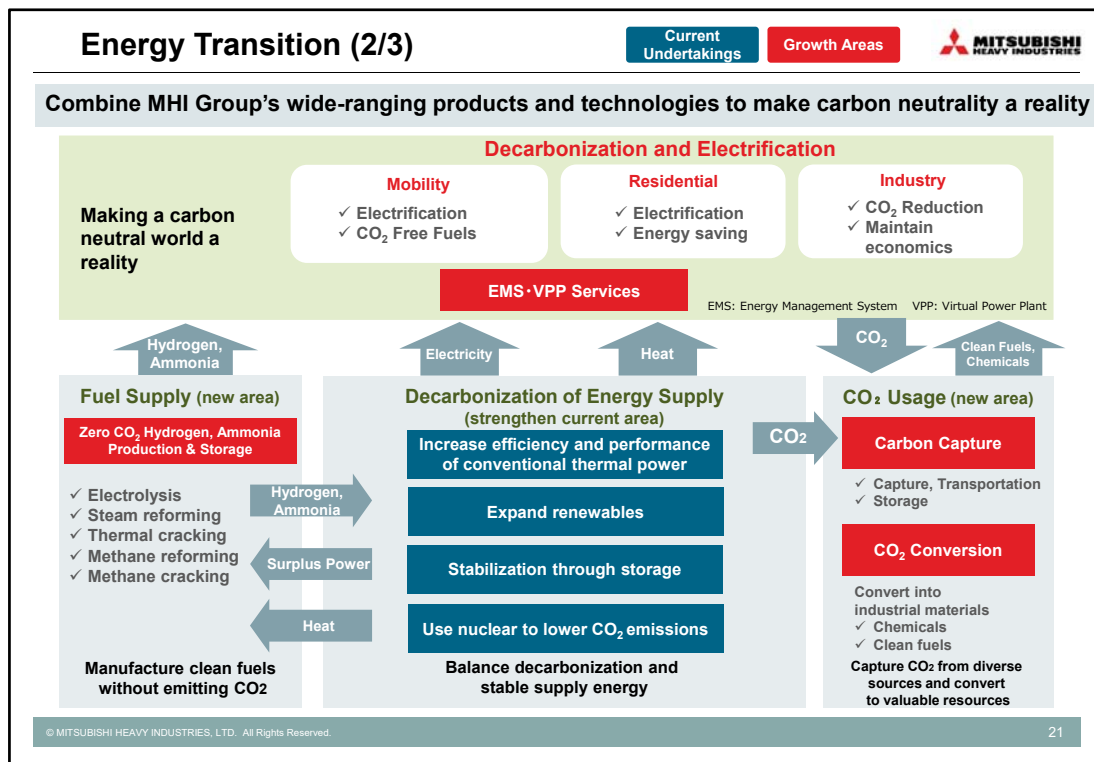 Energy Transition (2/3)
Current
Undertakings
Growth Areas
MITSUBISHI
HEAVY INDUSTRIES
Combine MHI Group’s wide-ranging products and technologies to make carbon neutrality a reality
Decarbonization and Electrification
Making a carbon
neutral world a
reality
Mobility
✓ Electrification
✓ CO₂ Free Fuels
Residential
✓ Electrification
✓ Energy saving
Industry
✓ CO₂ Reduction
✓ Maintain
economics
EMS・VPP Services
EMS: Energy Management System VPP: Virtual Power Plant
Hydrogen,
Ammonia
Electricity
Heat
CO₂
Clean Fuels,
Chemicals
Fuel Supply (new area)
Zero CO₂ Hydrogen, Ammonia
Production & Storage
✓ Electrolysis
✓ Steam reforming
✓ Thermal cracking
✓ Methane reforming
✓ Methane cracking
Manufacture clean fuels
without emitting CO2
Hydrogen,
Ammonia
Surplus Power
Heat
Decarbonization of Energy Supply
(strengthen current area)
Increase efficiency and performance
of conventional thermal power
Expand renewables
Stabilization through storage
Use nuclear to lower CO₂ emissions
Balance decarbonization and
stable supply energy
CO2
CO₂ Usage (new area)
Carbon Capture
✓ Capture, Transportation
✓ Storage
CO₂ Conversion
Convert into
industrial materials
✓ Chemicals
✓ Clean fuels
Capture CO2 from diverse
sources and convert
to valuable resources
© MITSUBISHI HEAVY INDUSTRIES, LTD. All Rights Reserved.
21